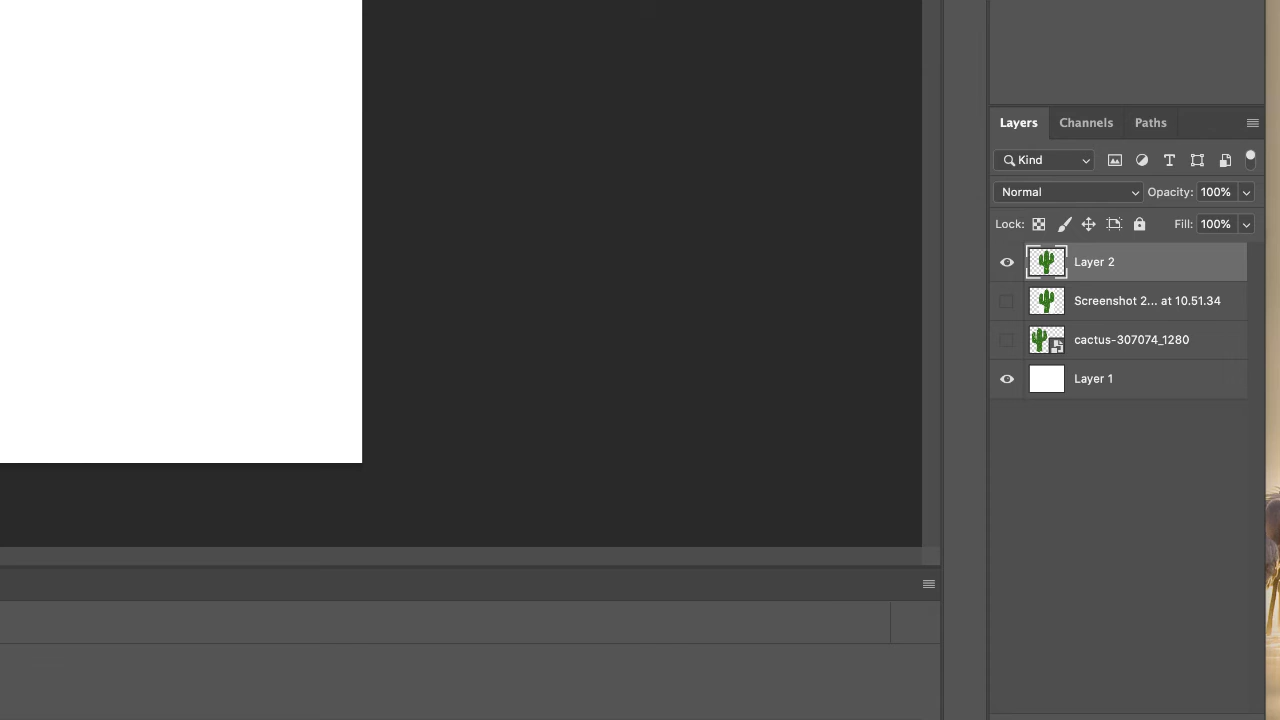 Layers Channels Paths
Kind
Normal Opacity: 100%
Lock: Fill: 100%
Layer 2
Screenshot 2... at 10.51.34
cactus-307074_1280
Layer 1